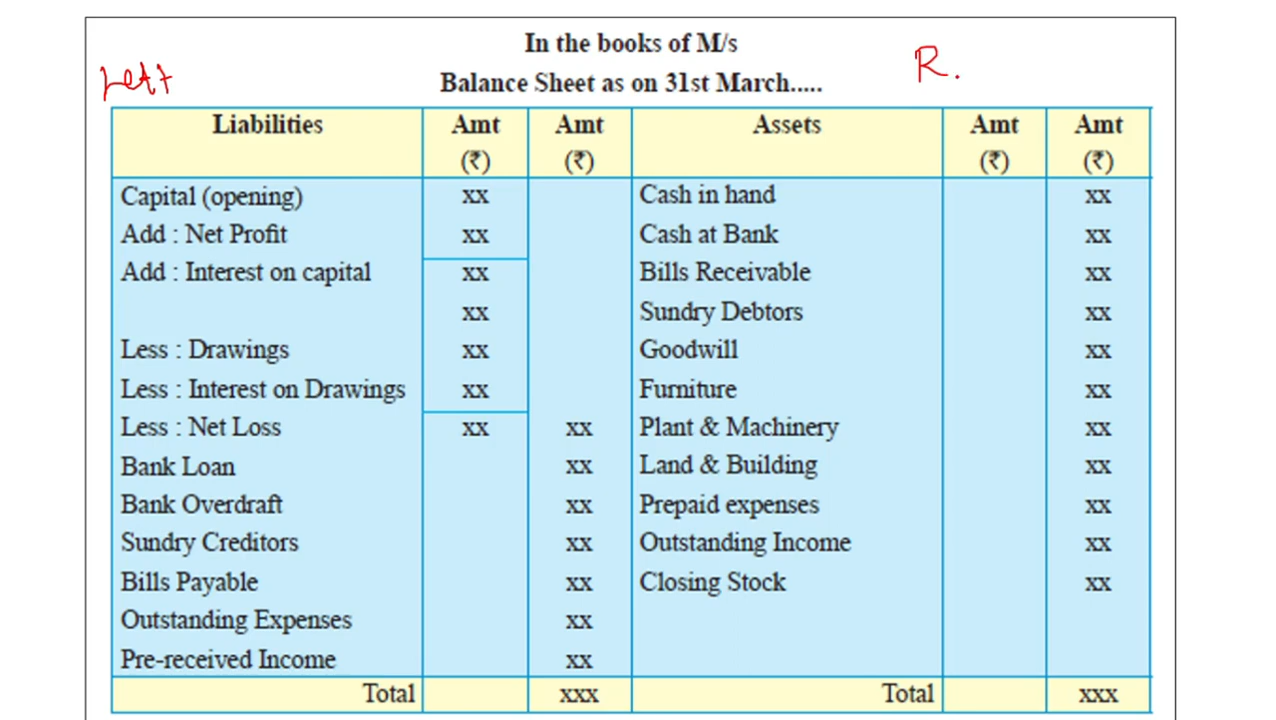 In the books of M/s
Left R.
Balance Sheet as on 31st March.....
Liabilities Amt (₹) Amt (₹) Assets Amt (₹) Amt (₹)
Capital (opening) xx Cash in hand xx
Add : Net Profit xx Cash at Bank xx
Add : Interest on capital xx Bills Receivable xx
xx Sundry Debtors xx
Less : Drawings xx Goodwill xx
Less : Interest on Drawings xx Furniture xx
Less : Net Loss xx xx Plant & Machinery xx
Bank Loan xx Land & Building xx
Bank Overdraft xx Prepaid expenses xx
Sundry Creditors xx Outstanding Income xx
Bills Payable xx Closing Stock xx
Outstanding Expenses xx
Pre-received Income xx
Total xxx Total xxx